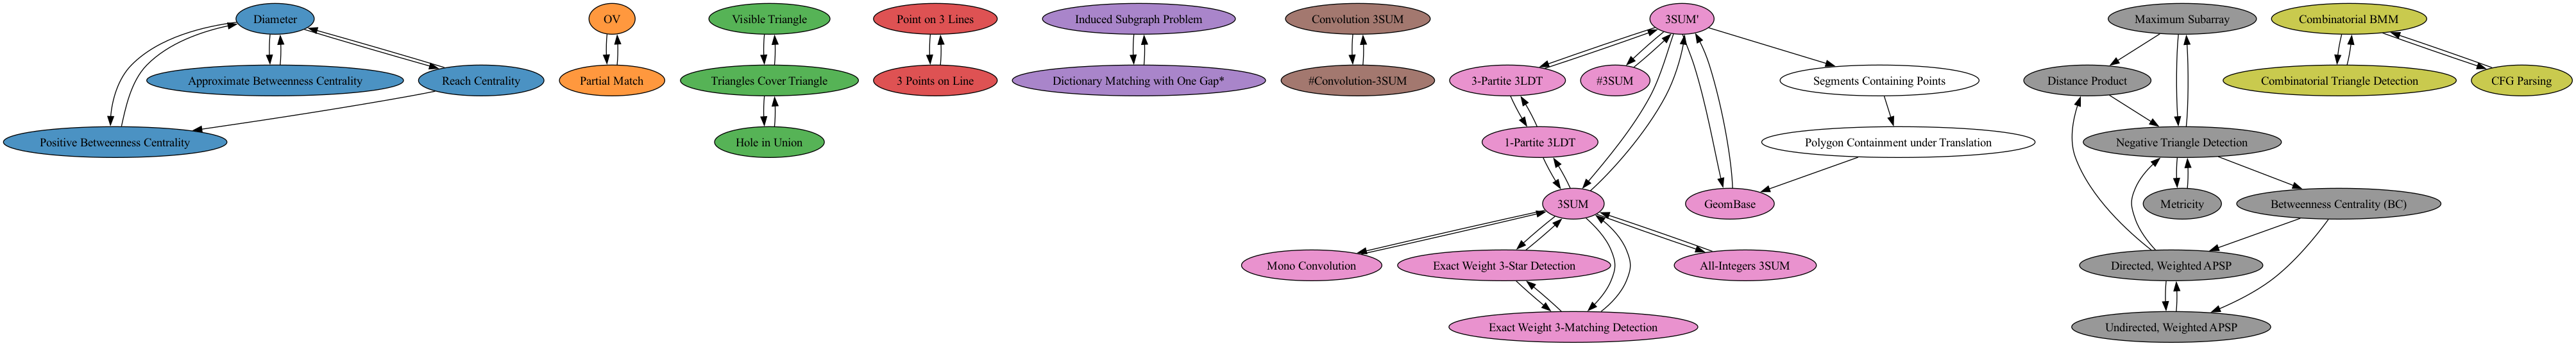 Diameter
OV
Visible Triangle
Point on 3 Lines
Induced Subgraph Problem
Convolution 3SUM
3SUM'
Maximum Subarray
Combinatorial BMM
Approximate Betweenness Centrality
Reach Centrality
Partial Match
Triangles Cover Triangle
3 Points on Line
Dictionary Matching with One Gap*
#Convolution-3SUM
3-Partite 3LDT
#3SUM
Segments Containing Points
Distance Product
Combinatorial Triangle Detection
CFG Parsing
Positive Betweenness Centrality
Hole in Union
1-Partite 3LDT
Polygon Containment under Translation
Negative Triangle Detection
3SUM
GeomBase
Metricity
Betweenness Centrality (BC)
Mono Convolution
Exact Weight 3-Star Detection
All-Integers 3SUM
Directed, Weighted APSP
Exact Weight 3-Matching Detection
Undirected, Weighted APSP